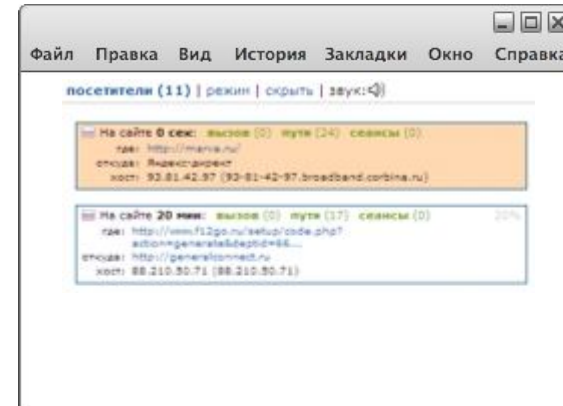 Файл Правка Вид История Закладки Окно Справка
посетители (11) | режим | скрыть | звук:
На сайте 0 сек: вызов (0) пути (24) сеансы (0)
где: http://marva.ru/
откуда: Яндекс-директ
хост: 93.81.42.97 (93-81-42-97.broadband.corbina.ru)
На сайте 20 мин: вызов (0) пути (17) сеансы (0) 20%
где: http://www.f12go.ru/setup/code.php?
action=generate&deptid=66...
откуда: http://generalconnect.ru
хост: 88.210.50.71 (88.210.50.71)